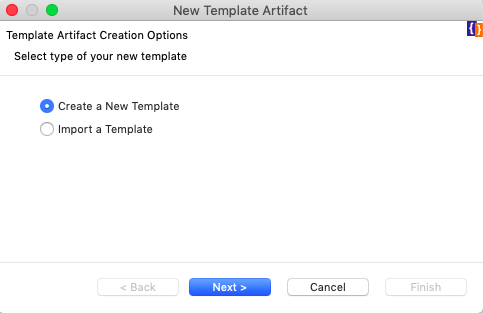 New Template Artifact
Template Artifact Creation Options
Select type of your new template
Create a New Template
Import a Template
< Back
Next >
Cancel
Finish